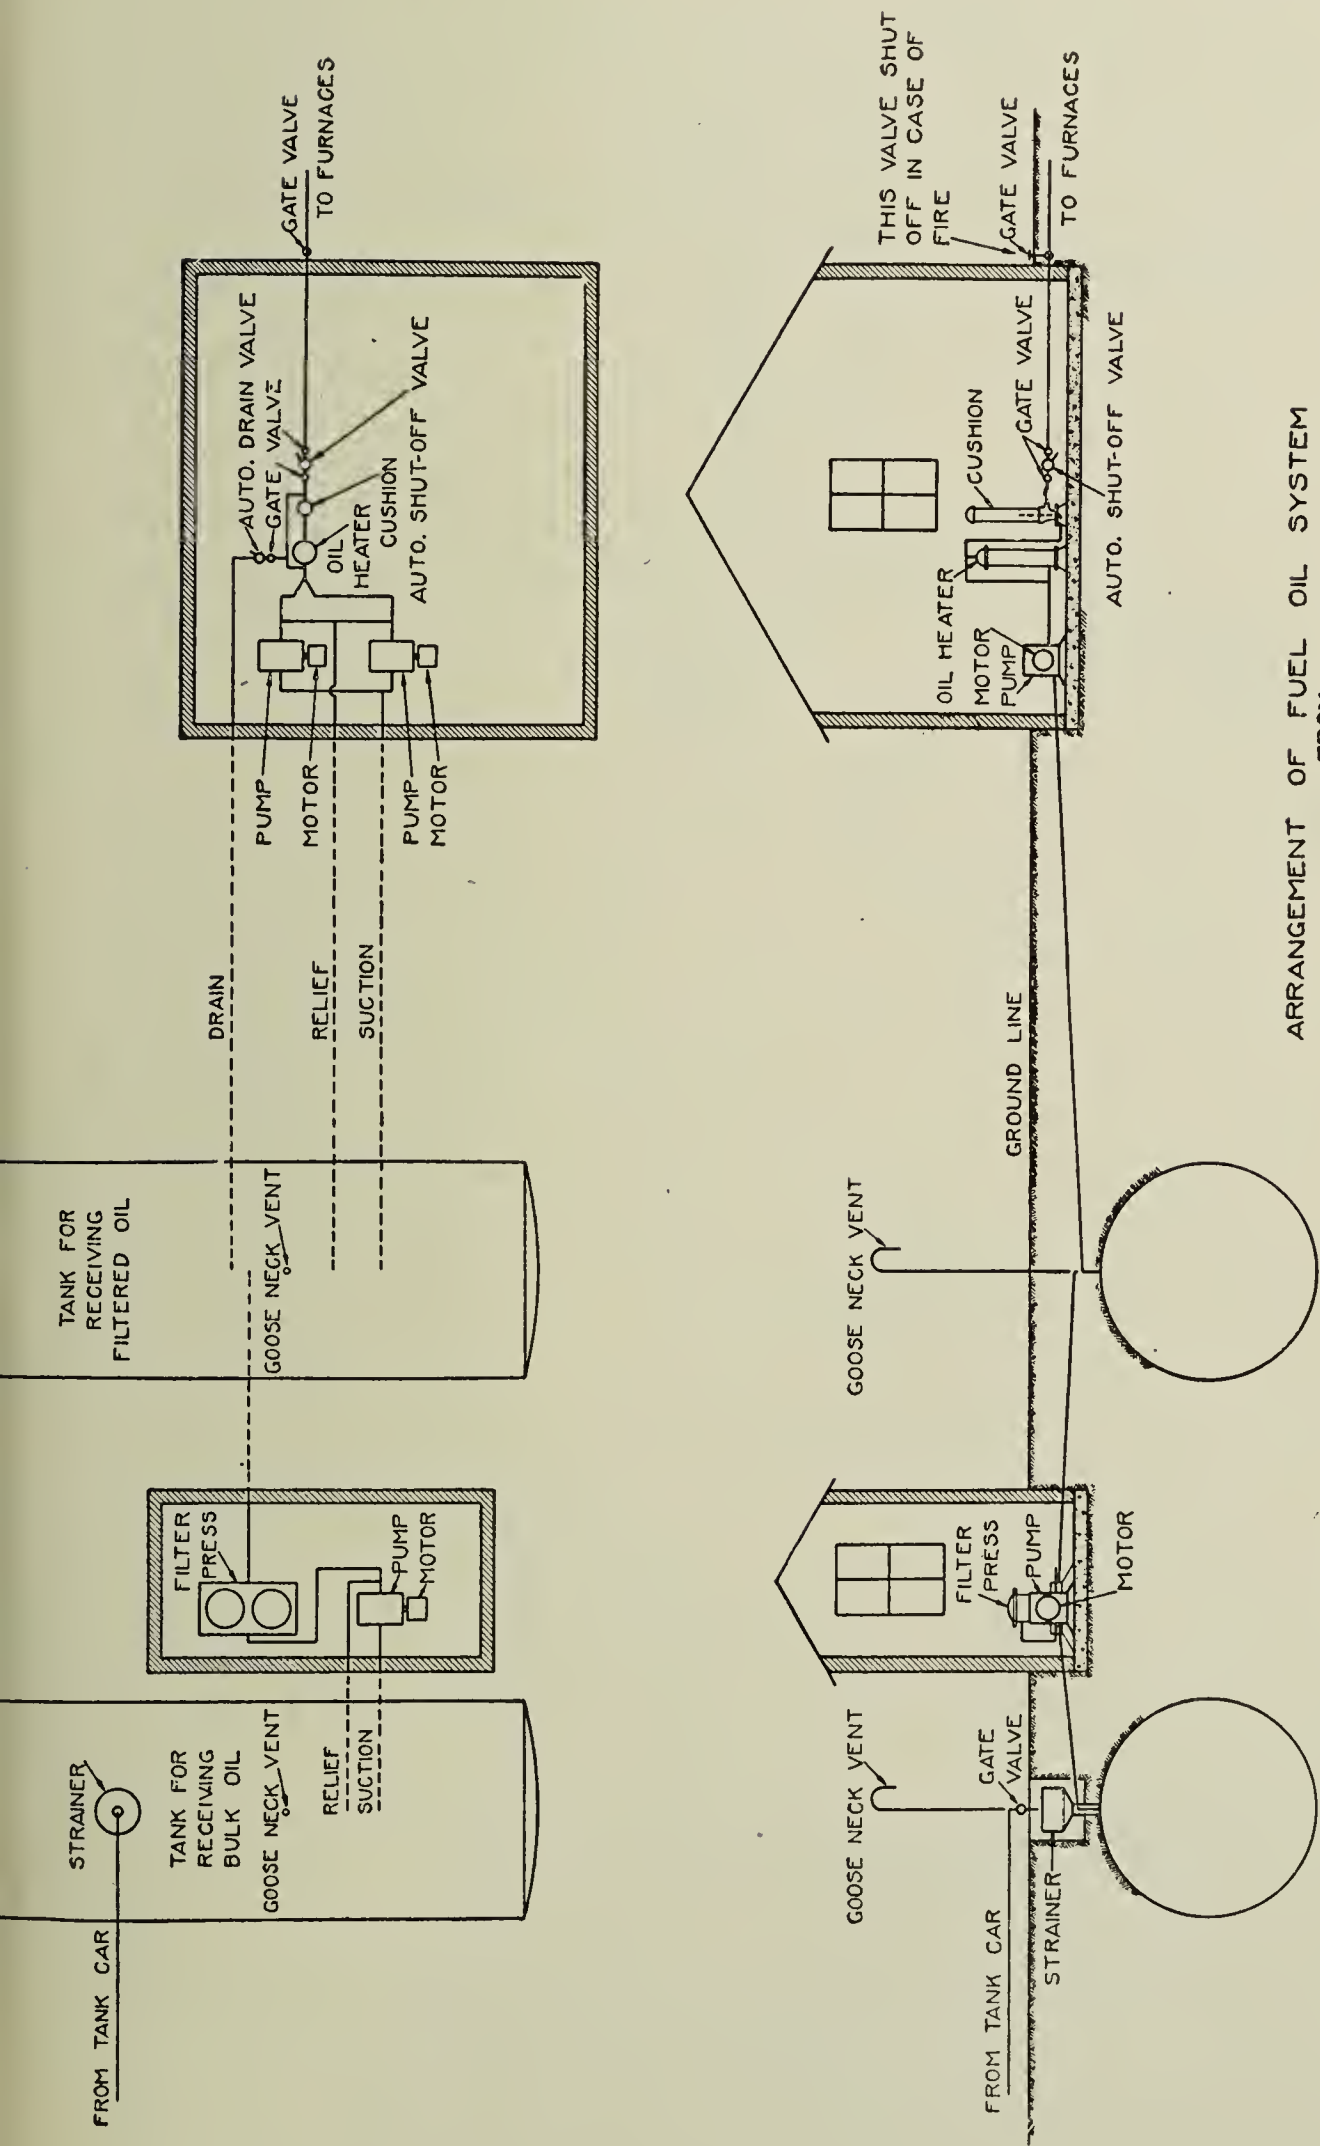 FROM TANK CAR
STRAINER
TANK FOR
RECEIVING
BULK OIL
GOOSE NECK VENT
RELIEF
SUCTION
FILTER
PRESS
PUMP
MOTOR
TANK FOR
RECEIVING
FILTERED OIL
GOOSE NECK VENT
DRAIN
RELIEF
SUCTION
PUMP
MOTOR
PUMP
MOTOR
AUTO. DRAIN VALVE
GATE VALVE
OIL
HEATER
CUSHION
AUTO. SHUT-OFF VALVE
GATE VALVE
TO FURNACES
GOOSE NECK VENT
FROM TANK CAR
GATE
VALVE
STRAINER
FILTER
PRESS
PUMP
MOTOR
GOOSE NECK VENT
GROUND LINE
OIL HEATER
MOTOR
PUMP
CUSHION
GATE VALVE
AUTO. SHUT-OFF VALVE
THIS VALVE SHUT
OFF IN CASE OF
FIRE
GATE VALVE
TO FURNACES
ARRANGEMENT OF FUEL OIL SYSTEM